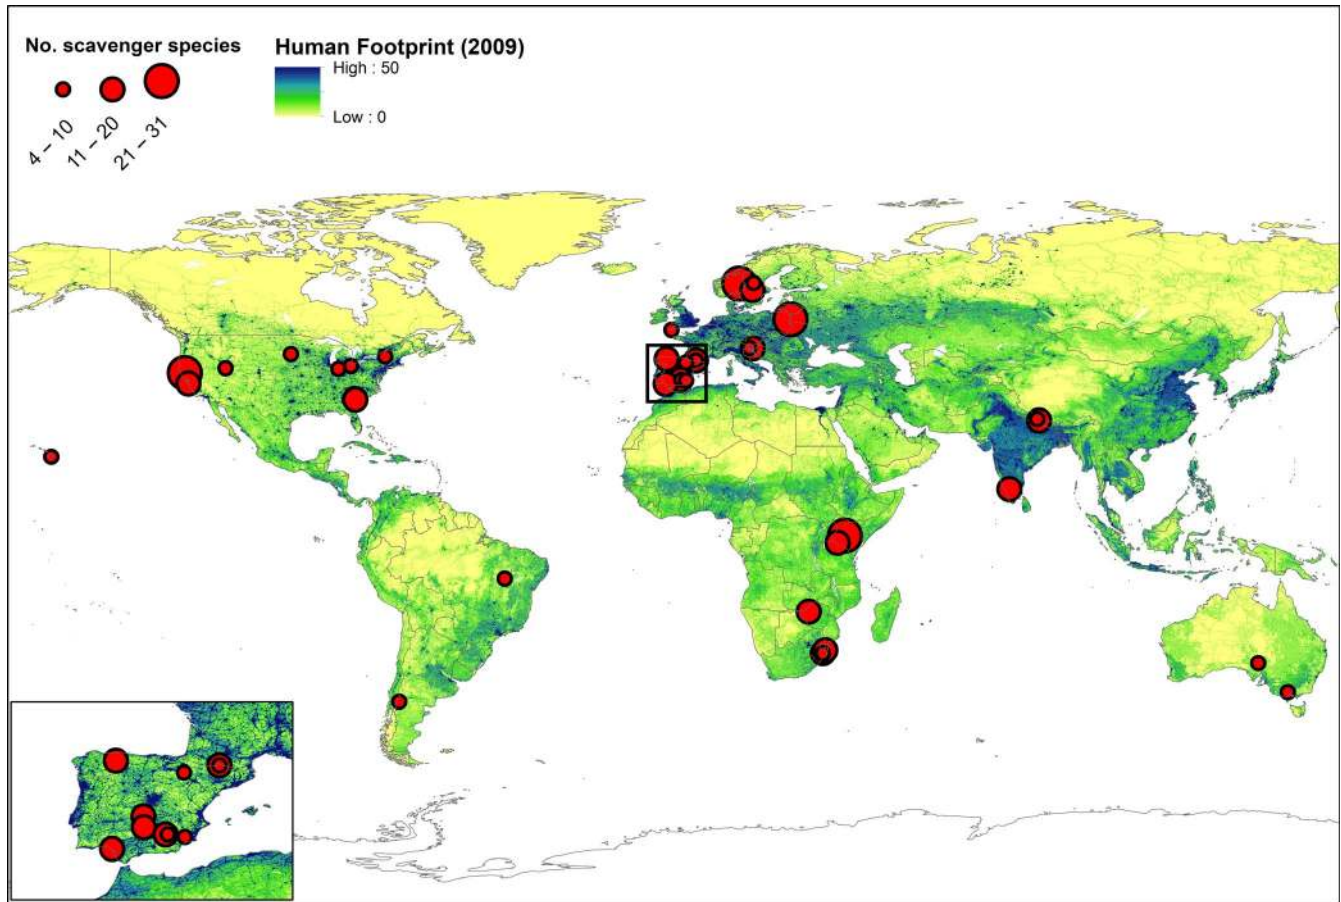 No. scavenger species
4 – 10
11 – 20
21 – 31
Human Footprint (2009)
High : 50
Low : 0